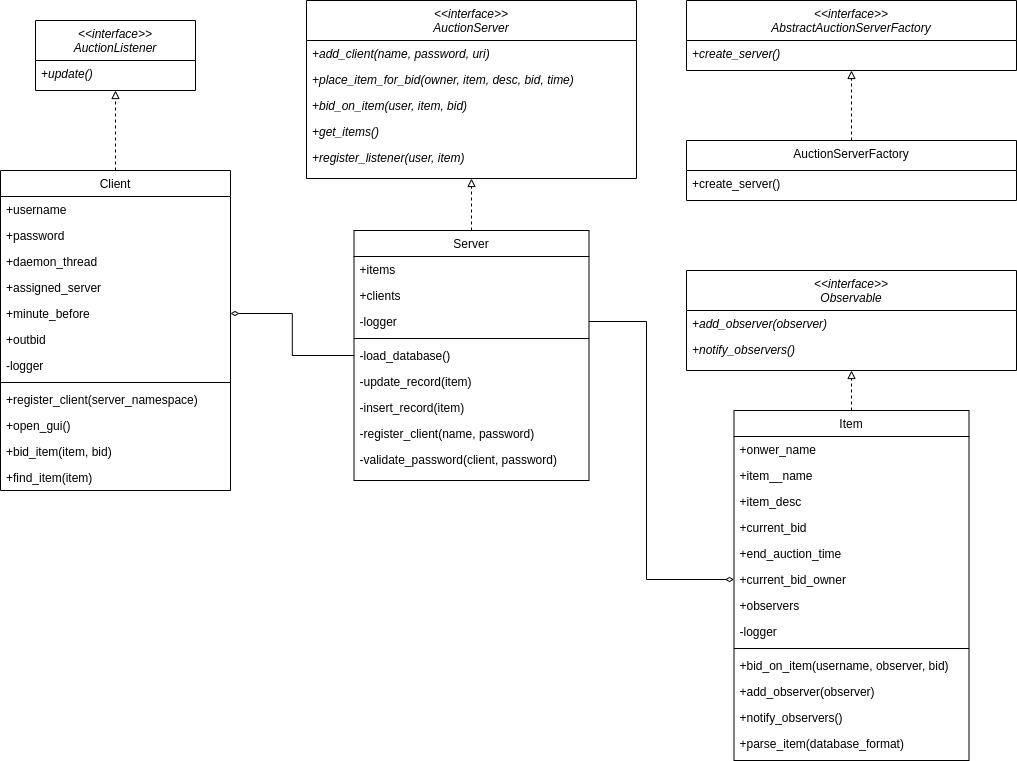 <<interface>>
AuctionListener
+update()
<<interface>>
AuctionServer
+add_client(name, password, uri)
+place_item_for_bid(owner, item, desc, bid, time)
+bid_on_item(user, item, bid)
+get_items()
+register_listener(user, item)
<<interface>>
AbstractAuctionServerFactory
+create_server()
AuctionServerFactory
+create_server()
Client
+username
+password
+daemon_thread
+assigned_server
+minute_before
+outbid
-logger
+register_client(server_namespace)
+open_gui()
+bid_item(item, bid)
+find_item(item)
Server
+items
+clients
-logger
-load_database()
-update_record(item)
-insert_record(item)
-register_client(name, password)
-validate_password(client, password)
<<interface>>
Observable
+add_observer(observer)
+notify_observers()
Item
+onwer_name
+item__name
+item_desc
+current_bid
+end_auction_time
+current_bid_owner
+observers
-logger
+bid_on_item(username, observer, bid)
+add_observer(observer)
+notify_observers()
+parse_item(database_format)